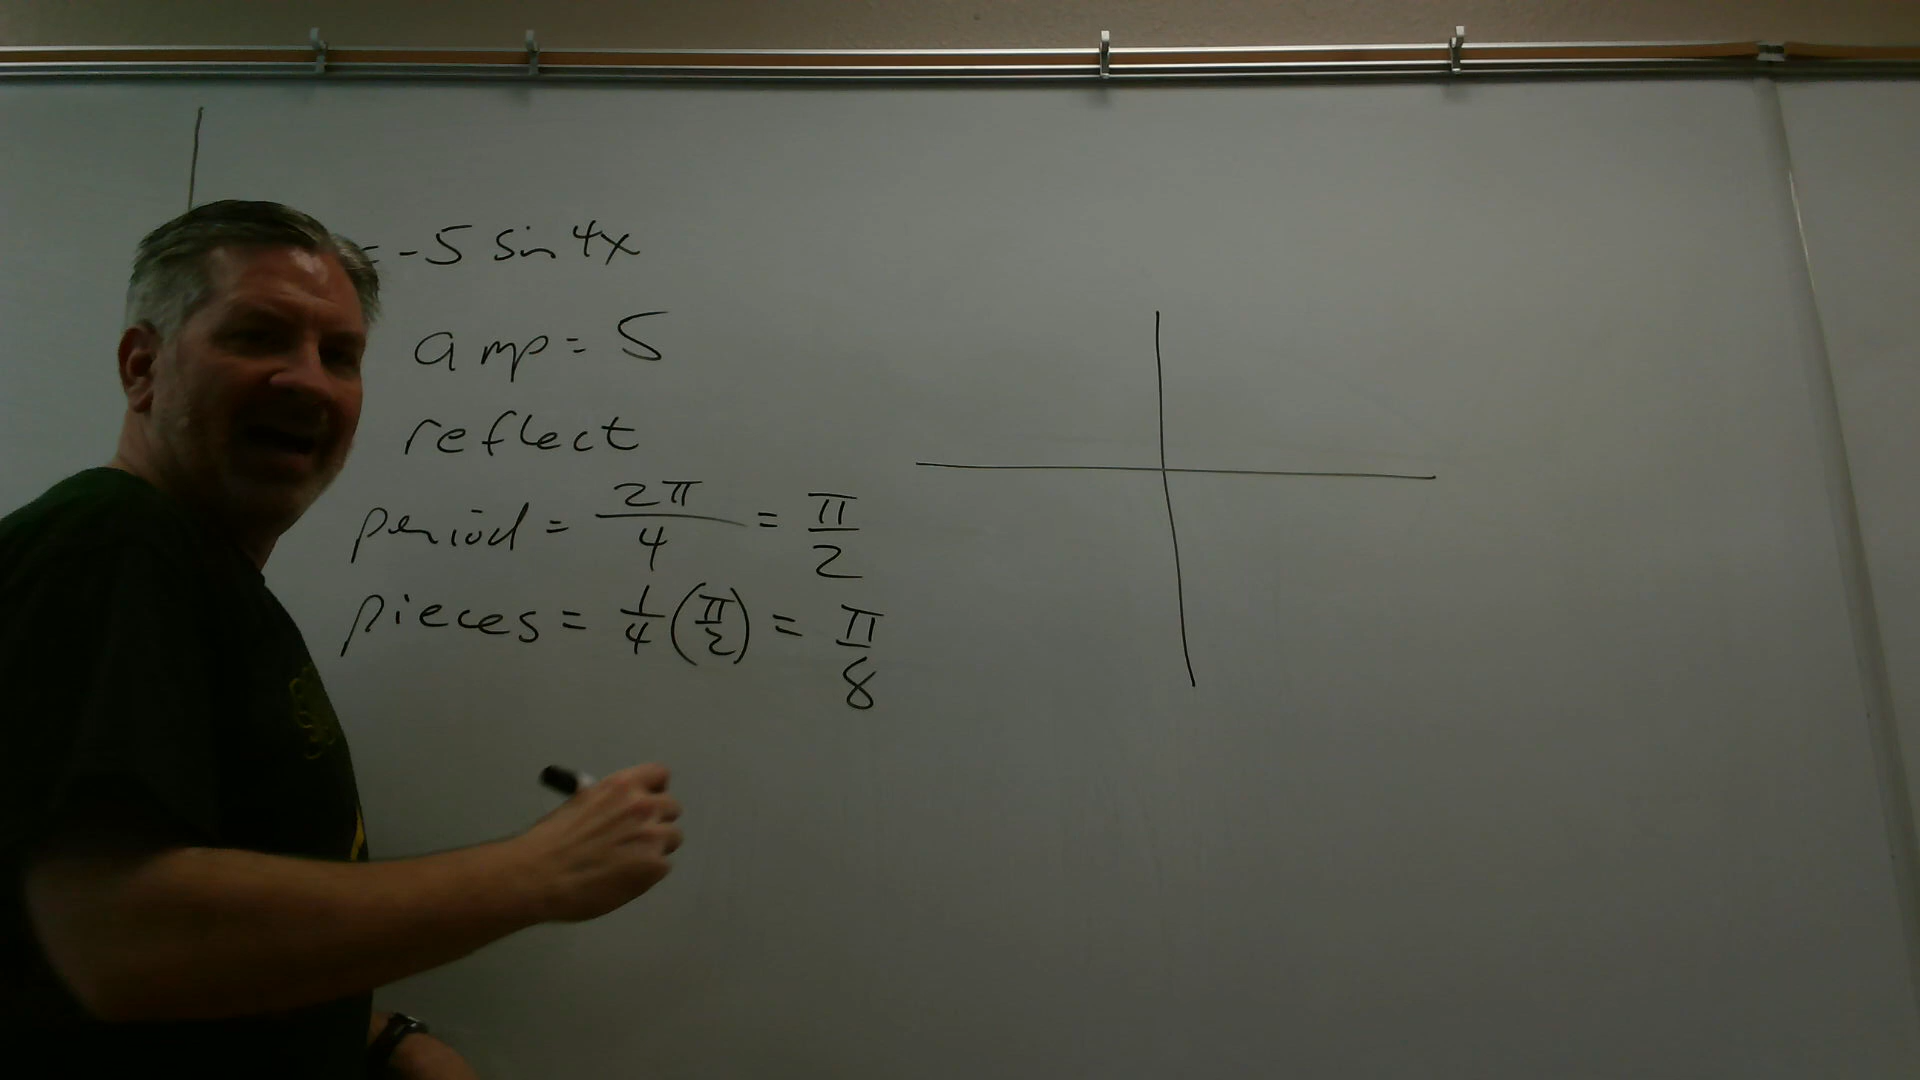 = -5 sin 4x
amp = 5
reflect
period = 2π/4 = π/2
pieces = 1/4 (π/2) = π/8